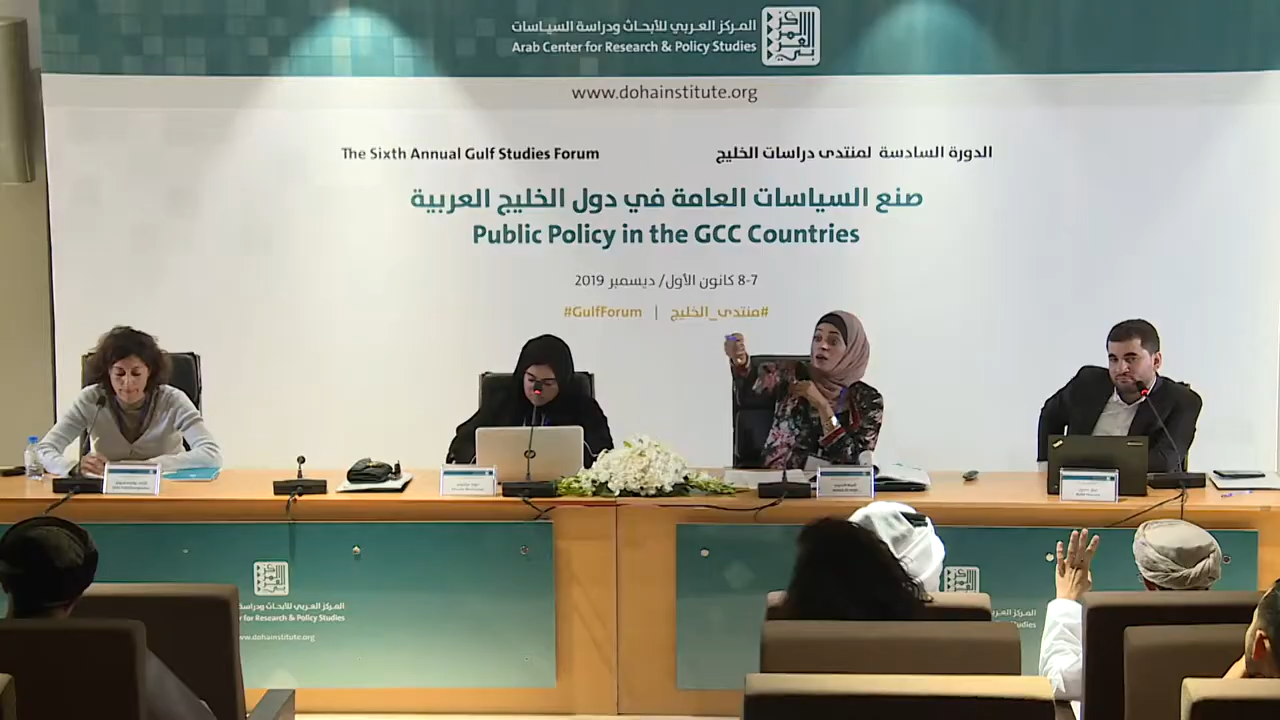 المركز العربي للأبحاث ودراسة السياسات
Arab Center for Research & Policy Studies
www.dohainstitute.org
The Sixth Annual Gulf Studies Forum
الدورة السادسة لمنتدى دراسات الخليج
صنع السياسات العامة في دول الخليج العربية
Public Policy in the GCC Countries
7-8 كانون الأول/ ديسمبر 2019
#GulfForum | #منتدى_الخليج
المركز العربي للأبحاث ودراسة
for Research & Policy Studies
www.dohainstitute.org
المركز العربي